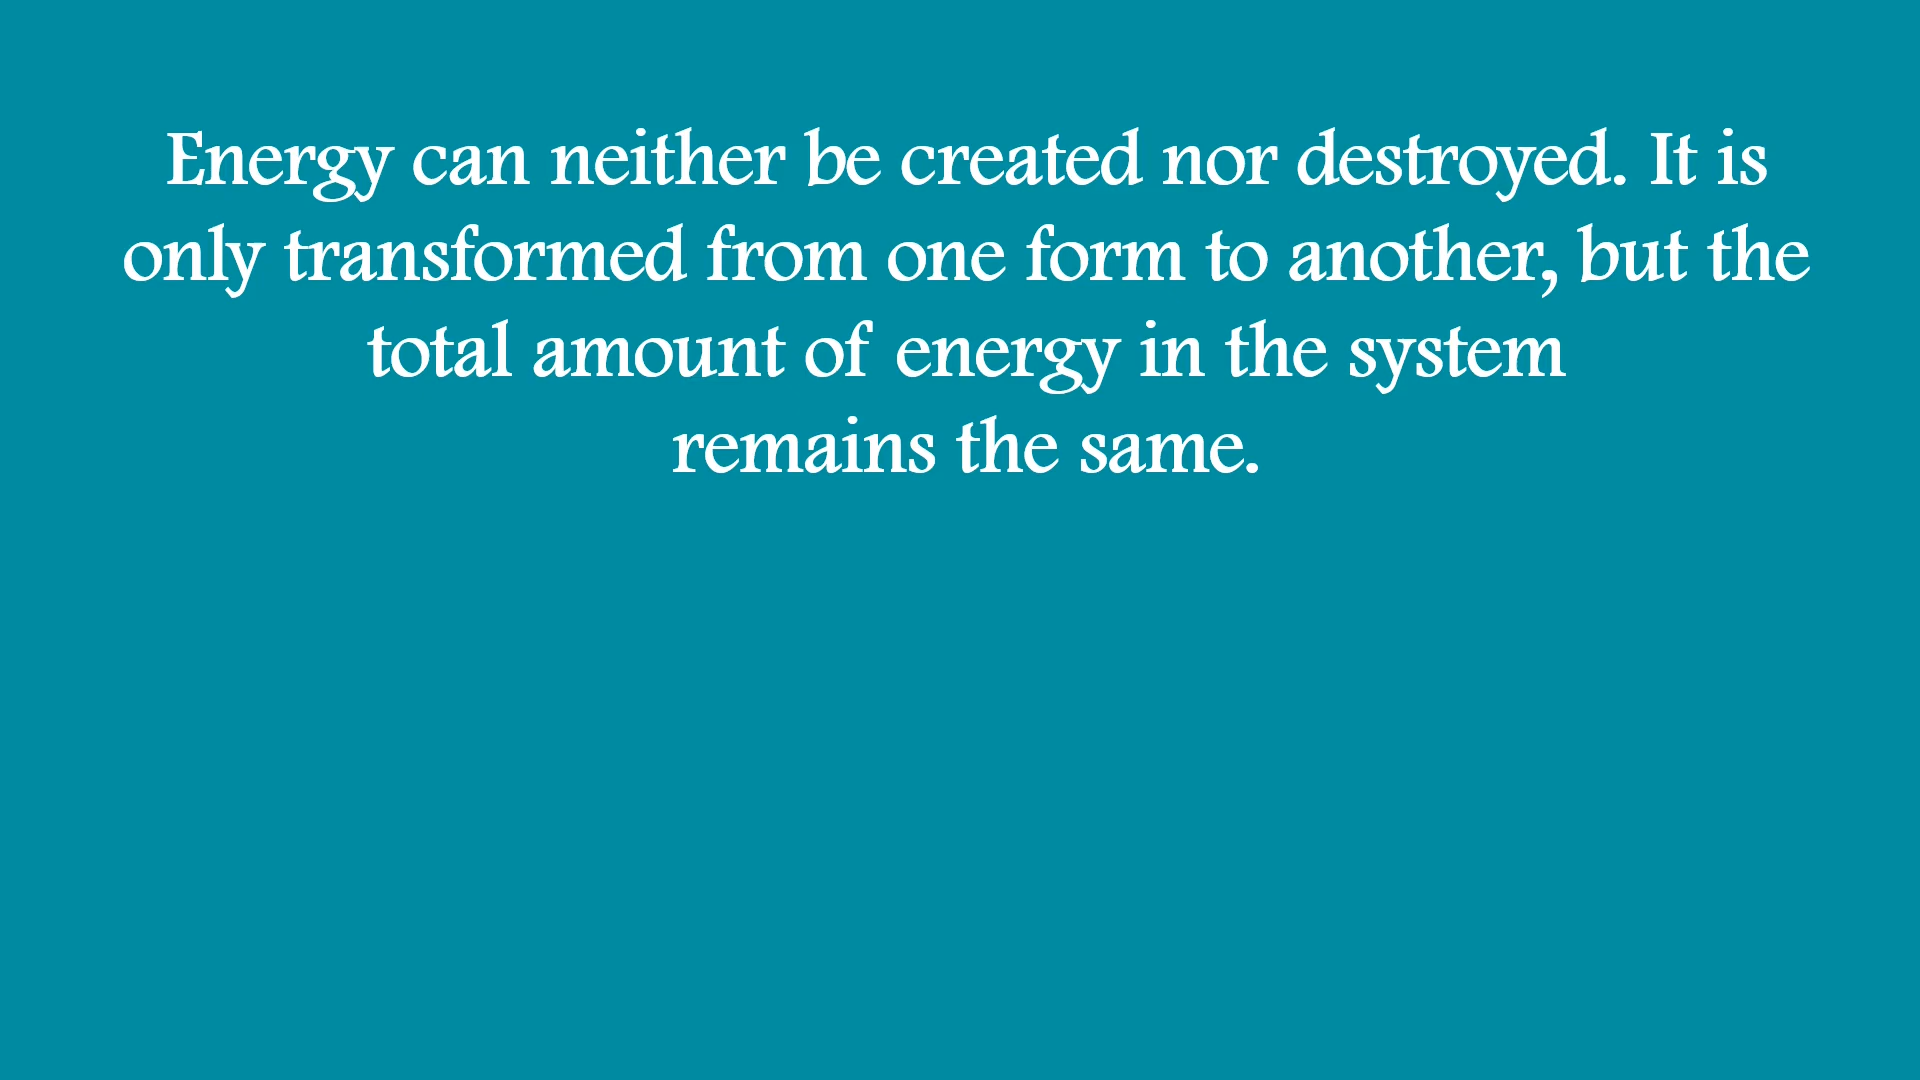 Energy can neither be created nor destroyed. It is
only transformed from one form to another, but the
total amount of energy in the system
remains the same.